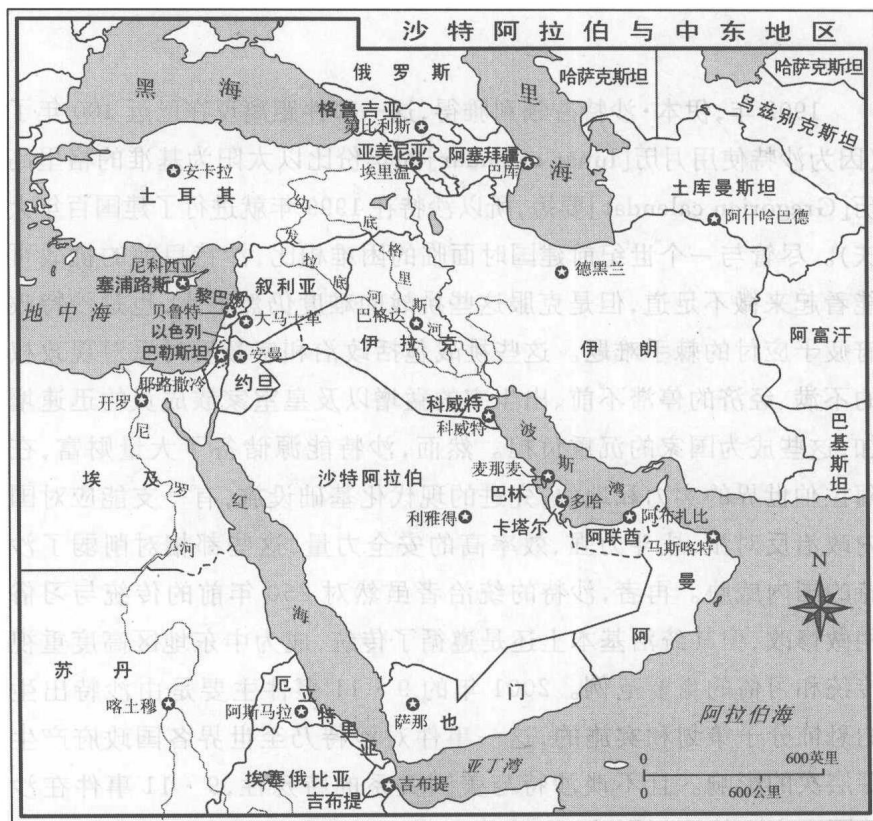 沙特阿拉伯与中东地区
黑海
俄罗斯
里海
哈萨克斯坦
哈萨克斯坦
乌兹别克斯坦
格鲁吉亚
第比利斯
亚美尼亚
埃里温
阿塞拜疆
巴库
土库曼斯坦
阿什哈巴德
安卡拉
土耳其
幼发拉底河
底格里斯河
尼科西亚
塞浦路斯
黎巴嫩
叙利亚
贝鲁特
大马士革
地中海
以色列
巴勒斯坦
安曼
耶路撒冷
约旦
巴格达
伊拉克
德黑兰
伊朗
阿富汗
巴基斯坦
开罗
尼罗河
埃及
科威特
科威特
波斯湾
沙特阿拉伯
麦那麦
巴林
多哈
卡塔尔
利雅得
阿布扎比
阿联酋
马斯喀特
阿曼
红海
N
苏丹
喀土穆
厄立特里亚
阿斯马拉
萨那
也门
阿拉伯海
亚丁湾
埃塞俄比亚
吉布提
吉布提
0 600英里
0 600公里